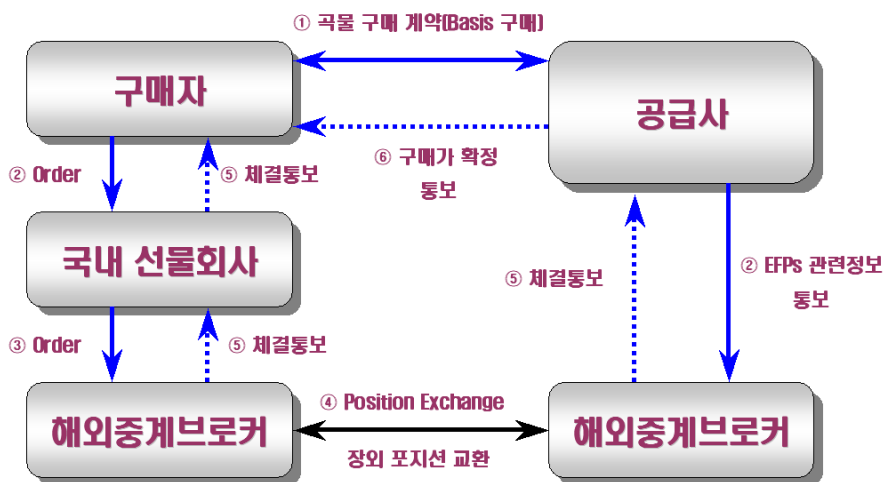 ① 곡물 구매 계약(Basis 구매)
구매자
공급사
⑥ 구매가 확정
통보
② Order
⑤ 체결통보
국내 선물회사
⑤ 체결통보
② EFPs 관련정보
통보
③ Order
⑤ 체결통보
④ Position Exchange
해외중계브로커
해외중계브로커
장외 포지션 교환